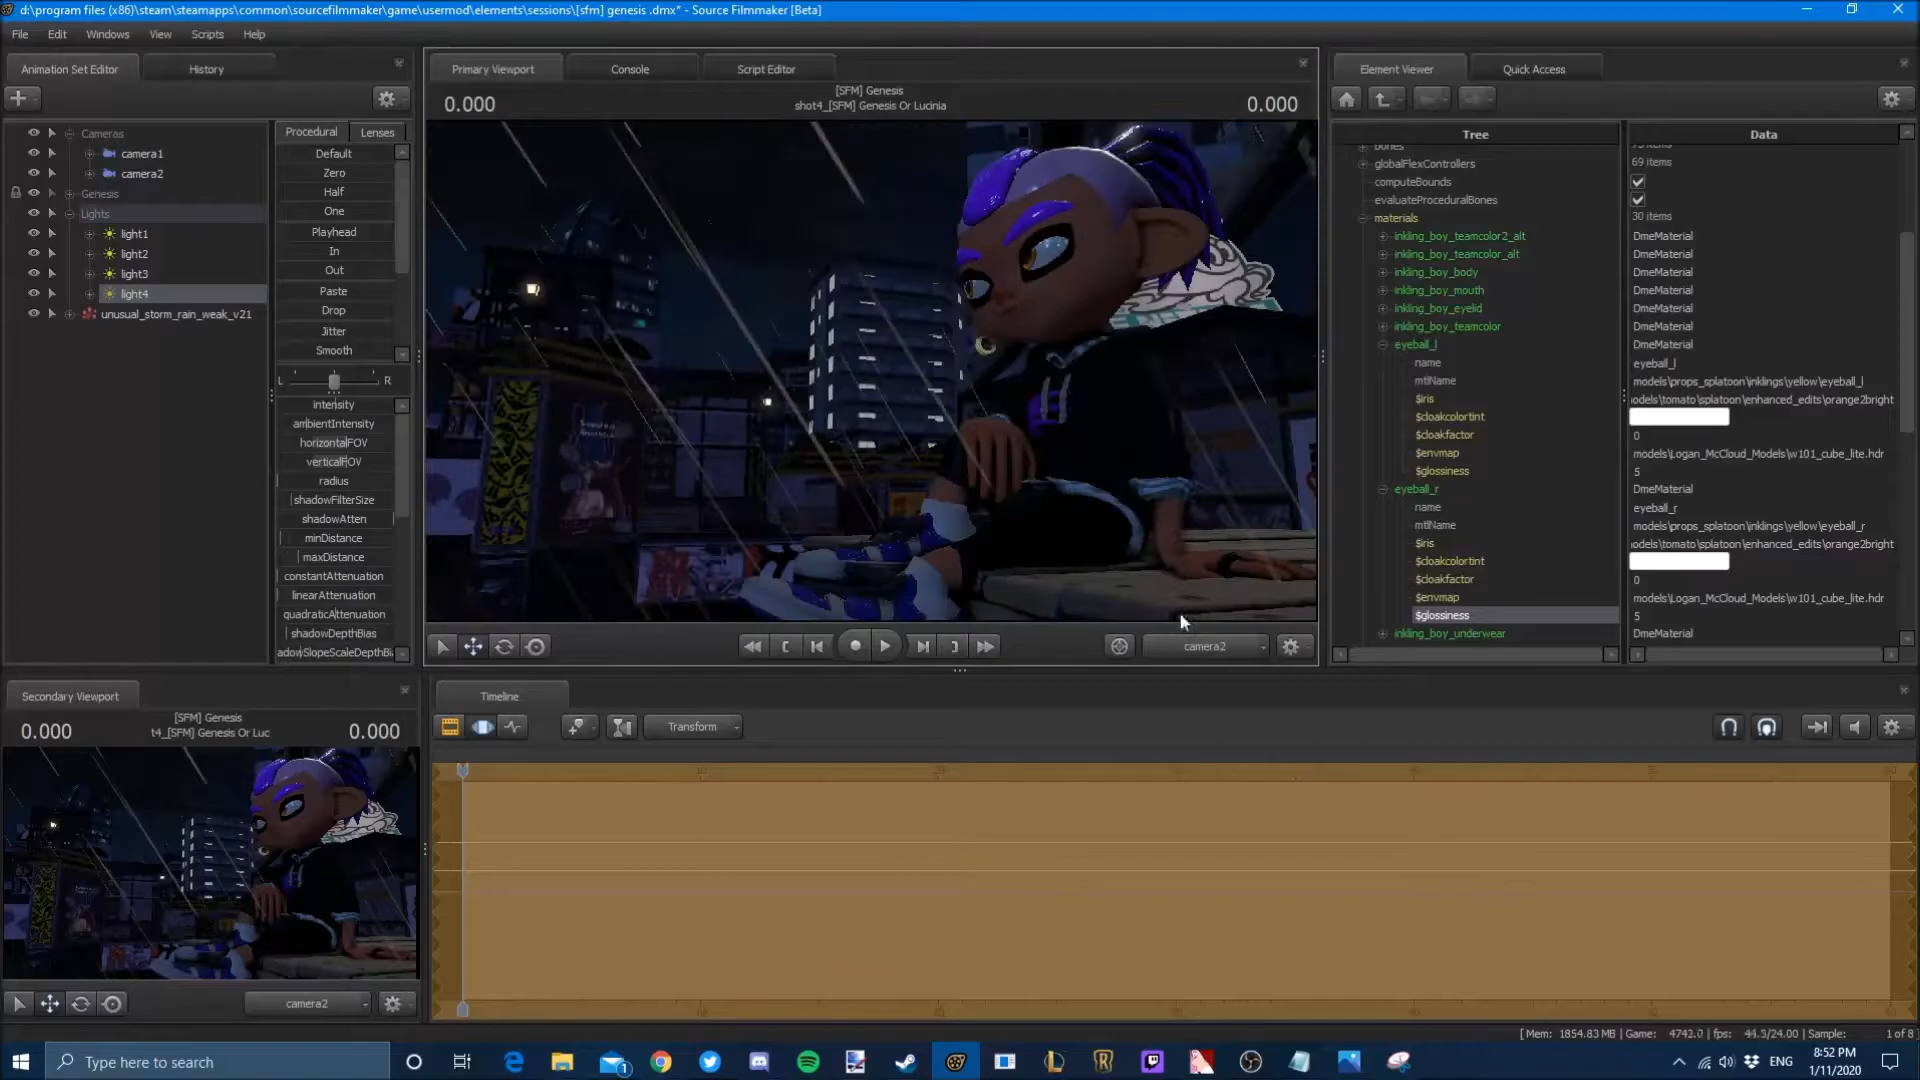 d:\program files (x86)\steam\steamapps\common\sourcefilmmaker\game\usermod\elements\sessions\[sfm] genesis .dmx* - Source Filmmaker [Beta]
File Edit Windows View Scripts Help
Animation Set Editor History
Primary Viewport Console Script Editor
Element Viewer Quick Access
0.000 [SFM] Genesis 0.000
shot4_[SFM] Genesis Or Lucinia
Cameras
camera1
camera2
Genesis
Lights
light1
light2
light3
light4
unusual_storm_rain_weak_v21
Procedural Lenses
Default
Zero
Half
One
Playhead
In
Out
Paste
Drop
Jitter
Smooth
L R
intensity
ambientIntensity
horizontalFOV
verticalFOV
radius
shadowFilterSize
shadowAtten
minDistance
maxDistance
constantAttenuation
linearAttenuation
quadraticAttenuation
shadowDepthBias
adowSlopeScaleDepthBi
camera2
Tree Data
bones
globalFlexControllers 69 items
computeBounds
evaluateProceduralBones
materials 30 items
inkling_boy_teamcolor2_alt DmeMaterial
inkling_boy_teamcolor_alt DmeMaterial
inkling_boy_body DmeMaterial
inkling_boy_mouth DmeMaterial
inkling_boy_eyelid DmeMaterial
inkling_boy_teamcolor DmeMaterial
eyeball_l DmeMaterial
name eyeball_l
mtlName models\props_splatoon\inklings\yellow\eyeball_l
$iris odels\tomato\splatoon\enhanced_edits\orange2bright
$cloakcolortint
$cloakfactor 0
$envmap models\Logan_McCloud_Models\w101_cube_lite.hdr
$glossiness 5
eyeball_r DmeMaterial
name eyeball_r
mtlName models\props_splatoon\inklings\yellow\eyeball_r
$iris odels\tomato\splatoon\enhanced_edits\orange2bright
$cloakcolortint
$cloakfactor 0
$envmap models\Logan_McCloud_Models\w101_cube_lite.hdr
$glossiness 5
inkling_boy_underwear DmeMaterial
Secondary Viewport
0.000 [SFM] Genesis 0.000
t4_[SFM] Genesis Or Luc
camera2
Timeline
Transform
[ Mem: 1854.83 MB | Game: 4743.0 | fps: 44.5/24.00 | Sample: 1 of 8
Type here to search
ENG
8:52 PM
1/11/2020